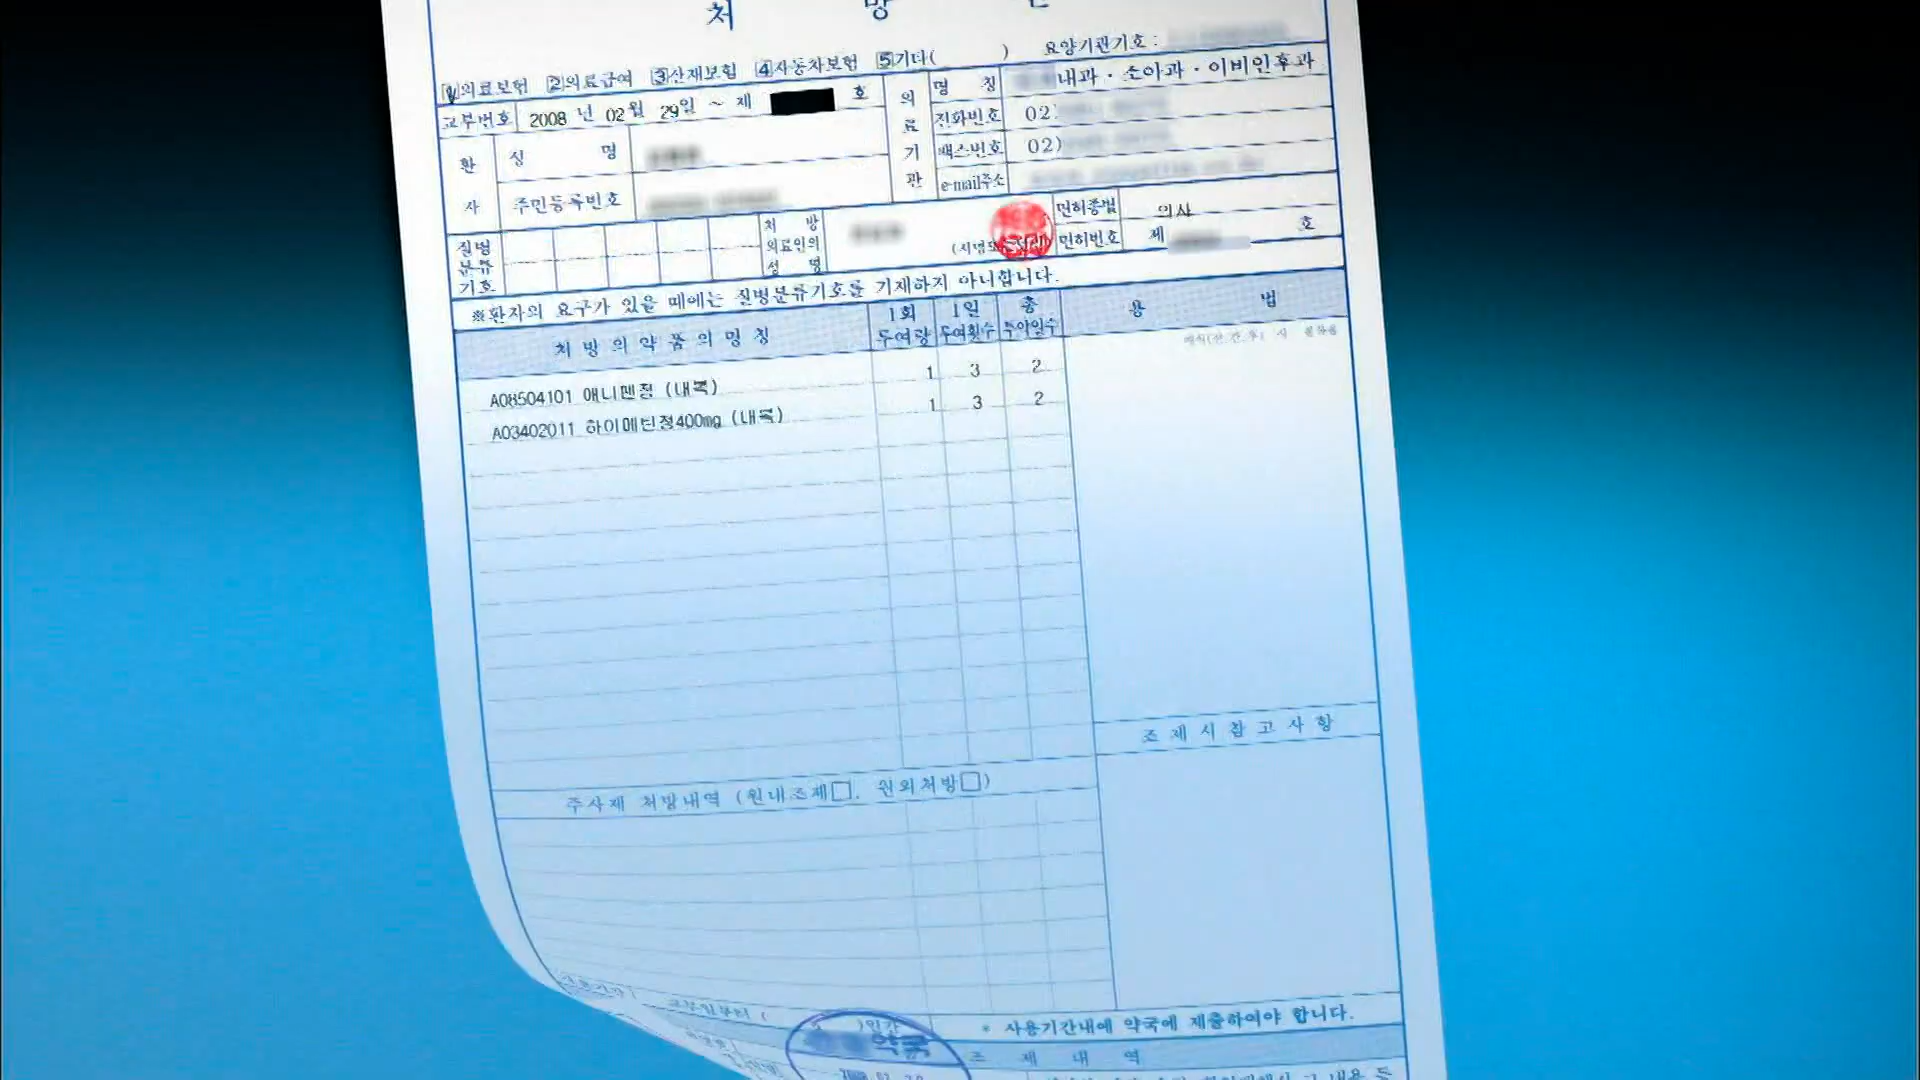 처 방
1의료보험 2의료급여 3산재보험 4자동차보험 5기타( ) 요양기관기호 :
교부번호 2008 년 02 월 29일 ~ 제 호
의료기관
명 칭 내과 · 소아과 · 이비인후과
전화번호 02)
팩스번호 02)
e-mail주소
환자
성 명
주민등록번호
질병분류기호
처 방
의료인의
성 명
면허종별 의사
면허번호 제 호
※환자의 요구가 있을 때에는 질병분류기호를 기재하지 아니합니다.
처 방 의 약 품 의 명 칭 1회 투여량 1일 투여횟수 총 투약일수 용 법
A08504101 애니펜정 (내복) 1 3 2
A03402011 하이메틴정400mg (내복) 1 3 2
조 제 시 참 고 사 항
주사제 처방내역 (원내조제□, 원외처방□)
교부일부터 ( )일간 * 사용기간내에 약국에 제출하여야 합니다.
약국
조 제 내 역